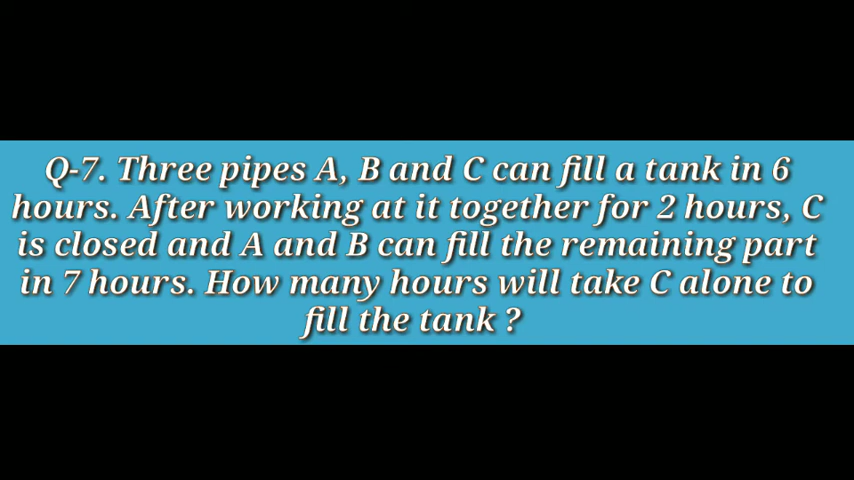 Q-7. Three pipes A, B and C can fill a tank in 6
hours. After working at it together for 2 hours, C
is closed and A and B can fill the remaining part
in 7 hours. How many hours will take C alone to
fill the tank ?